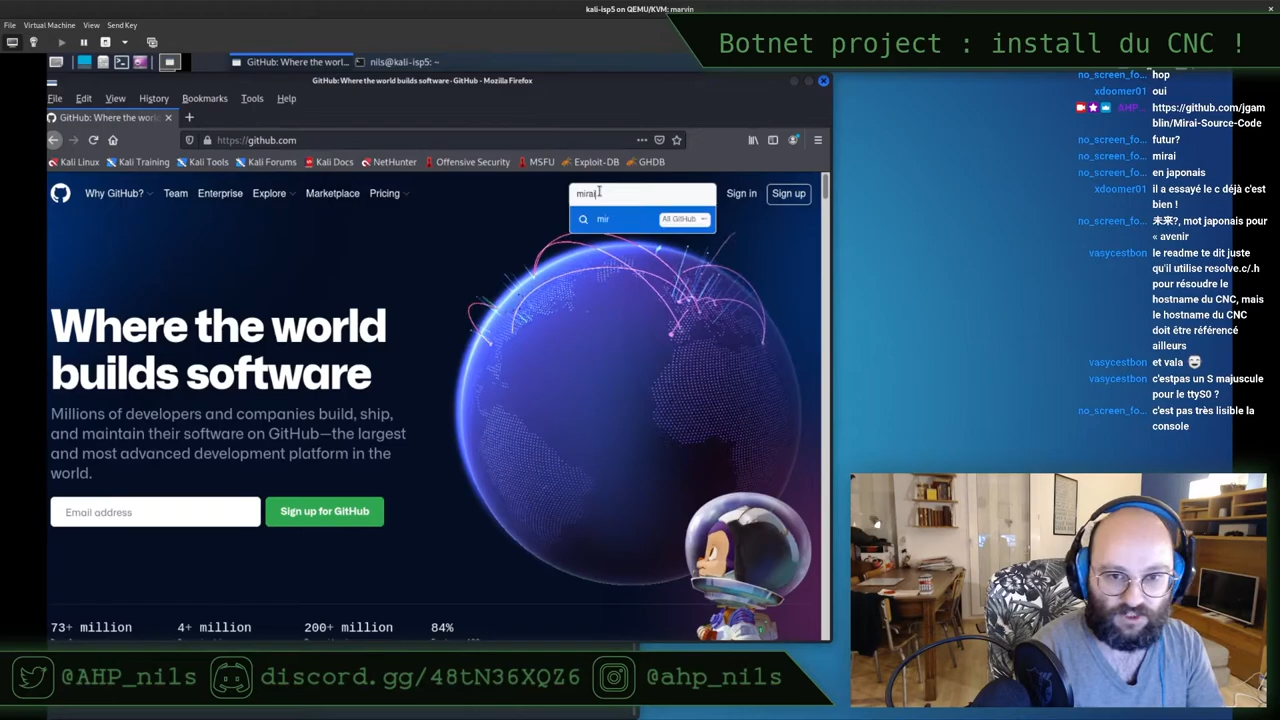 kali-isp5 on QEMU/KVM: marvin
File Virtual Machine View Send Key
Botnet project : install du CNC !
GitHub: Where the worl...
nils@kali-isp5: ~
GitHub: Where the world builds software · GitHub - Mozilla Firefox
File Edit View History Bookmarks Tools Help
GitHub: Where the world
https://github.com
Kali Linux Kali Training Kali Tools Kali Forums Kali Docs NetHunter Offensive Security MSFU Exploit-DB GHDB
Why GitHub? Team Enterprise Explore Marketplace Pricing
mirai
Sign in Sign up
mir All GitHub
Where the world
builds software
Millions of developers and companies build, ship,
and maintain their software on GitHub—the largest
and most advanced development platform in the
world.
Email address
Sign up for GitHub
73+ million 4+ million 200+ million 84%
no_screen_fo... hop
xdoomer01 oui
AHP... https://github.com/jgam
blin/Mirai-Source-Code
no_screen_fo... futur?
no_screen_fo... mirai
no_screen_fo... en japonais
xdoomer01 il a essayé le c déjà c'est
bien !
no_screen_fo... 未来?, mot japonais pour
« avenir
vasycestbon le readme te dit juste
qu'il utilise resolve.c/.h
pour résoudre le
hostname du CNC, mais
le hostname du CNC
doit être référencé
ailleurs
vasycestbon et vala
vasycestbon c'estpas un S majuscule
pour le ttyS0 ?
no_screen_fo... c'est pas très lisible la
console
@AHP_nils discord.gg/48tN36XQZ6 @ahp_nils